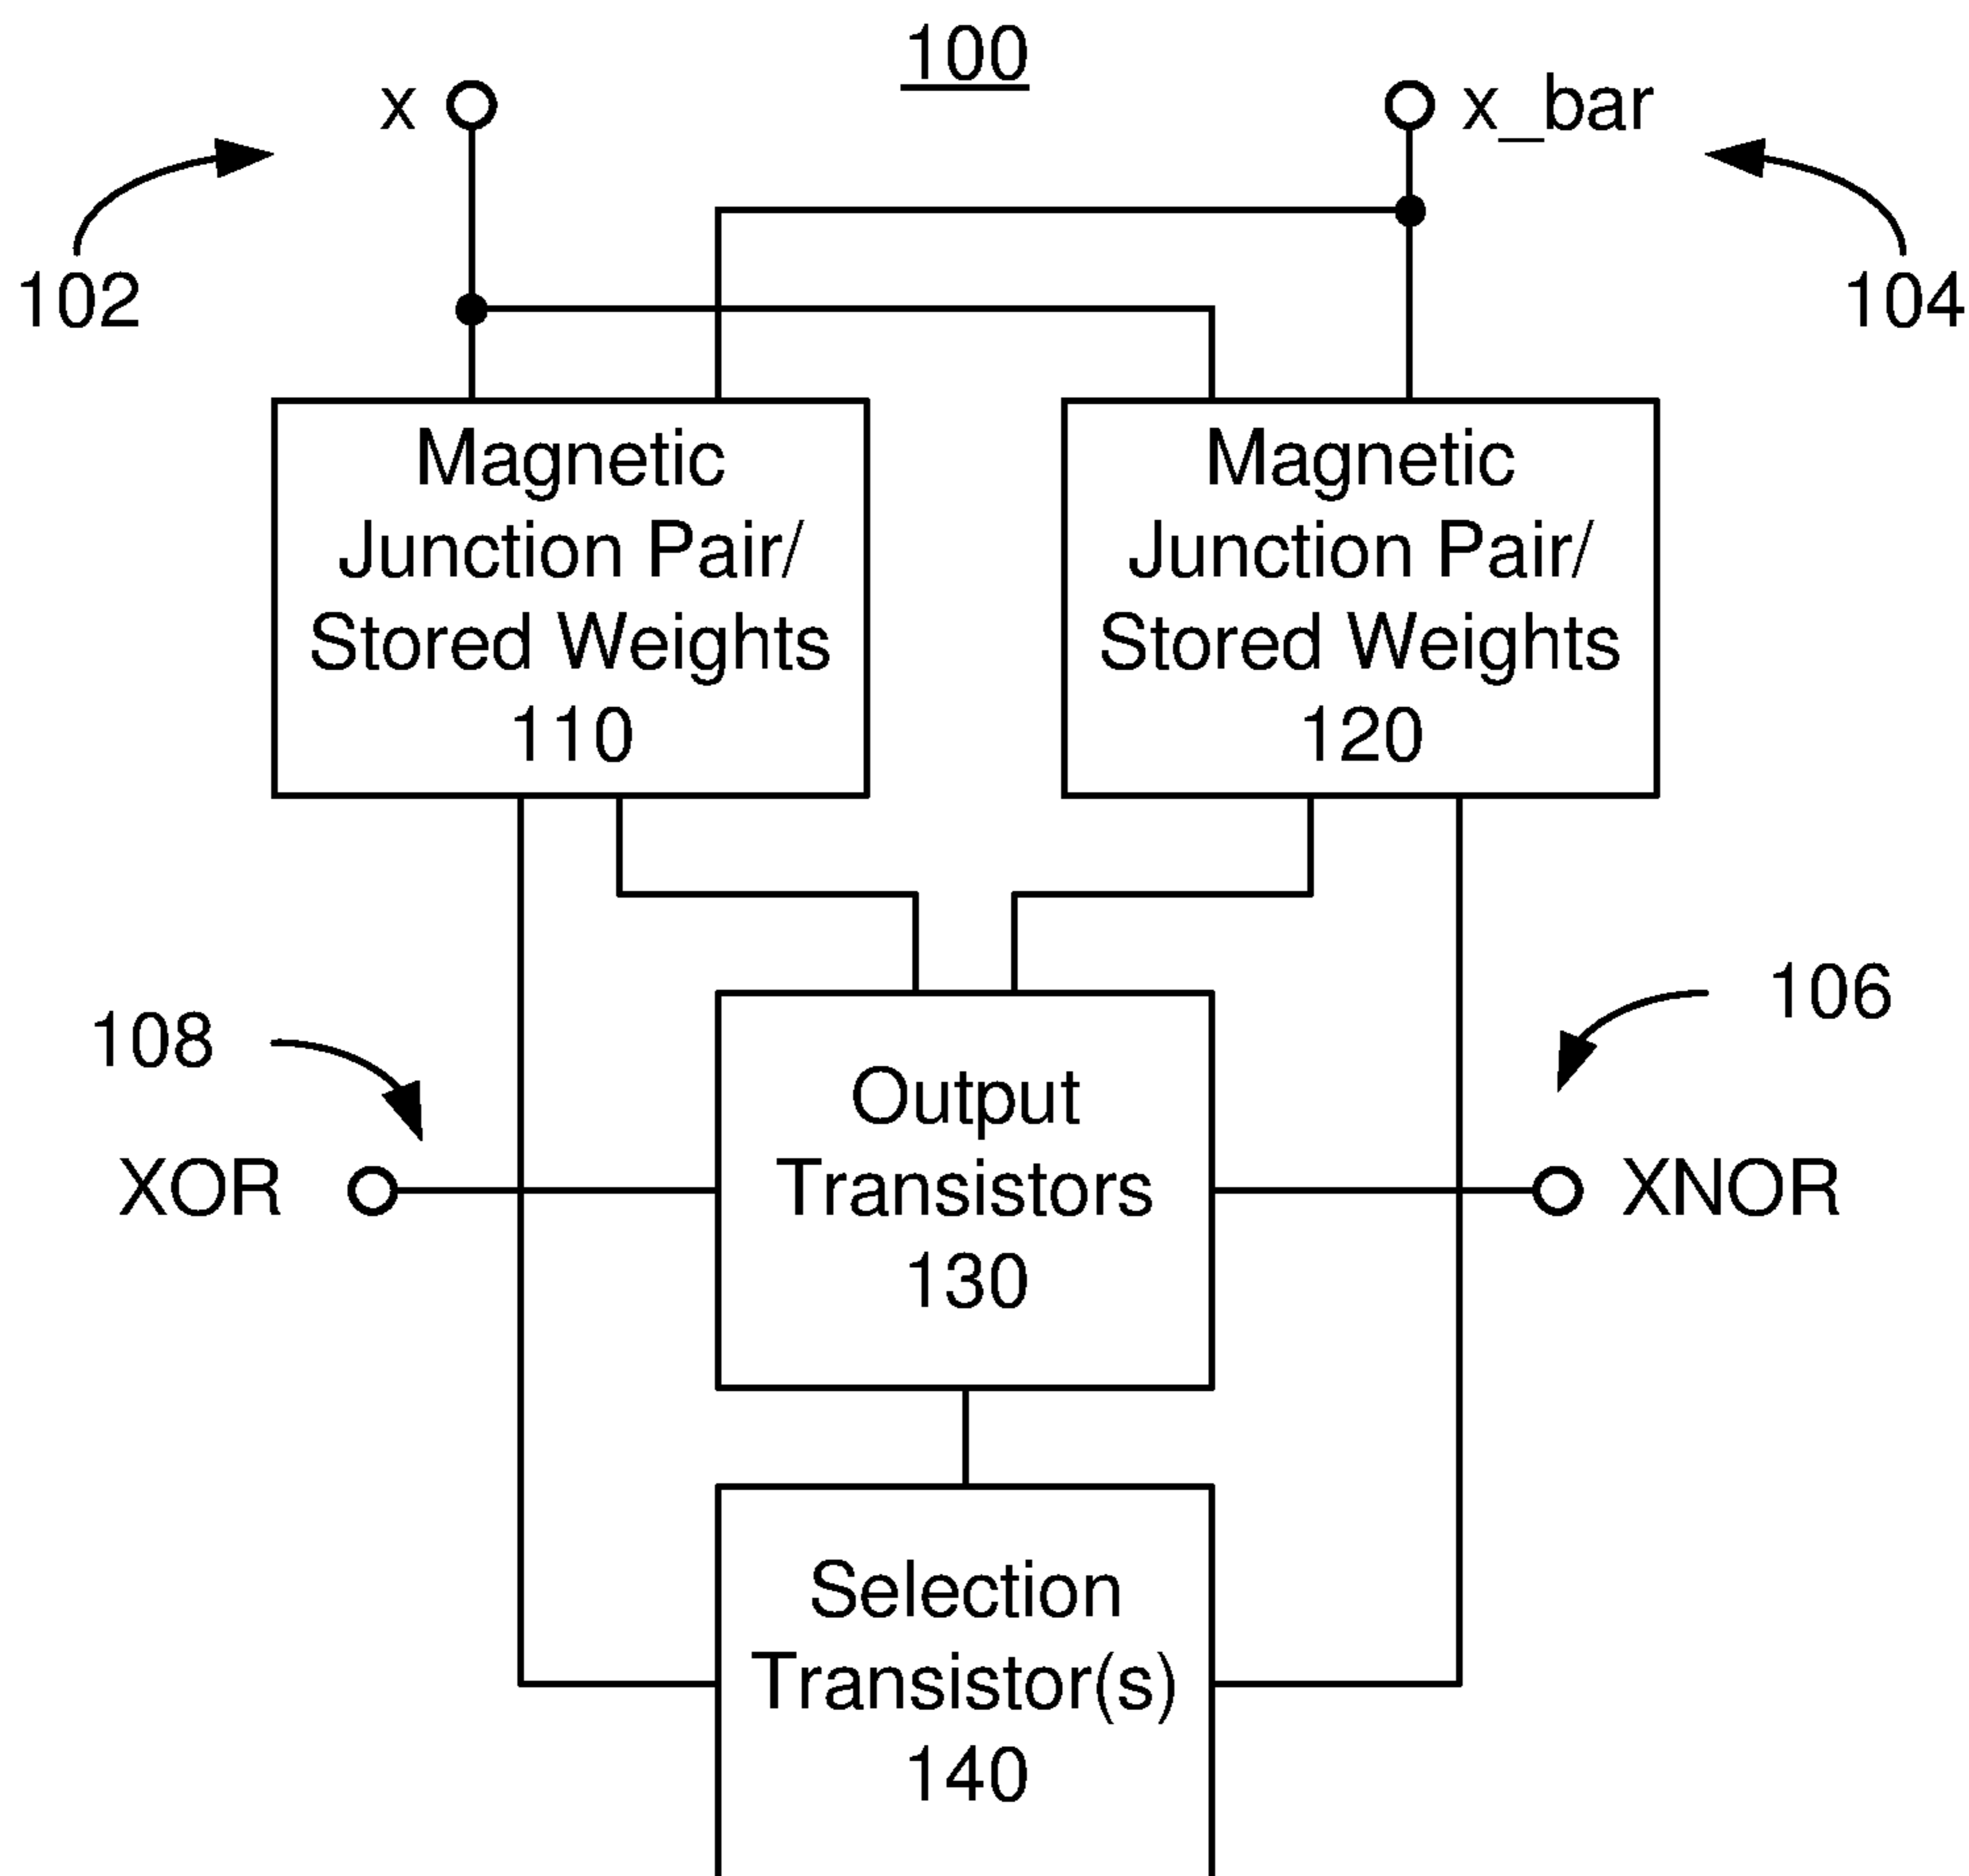 100
x
x_bar
102
104
Magnetic
Junction Pair/
Stored Weights
110
Magnetic
Junction Pair/
Stored Weights
120
108
106
XOR
Output
Transistors
130
XNOR
Selection
Transistor(s)
140